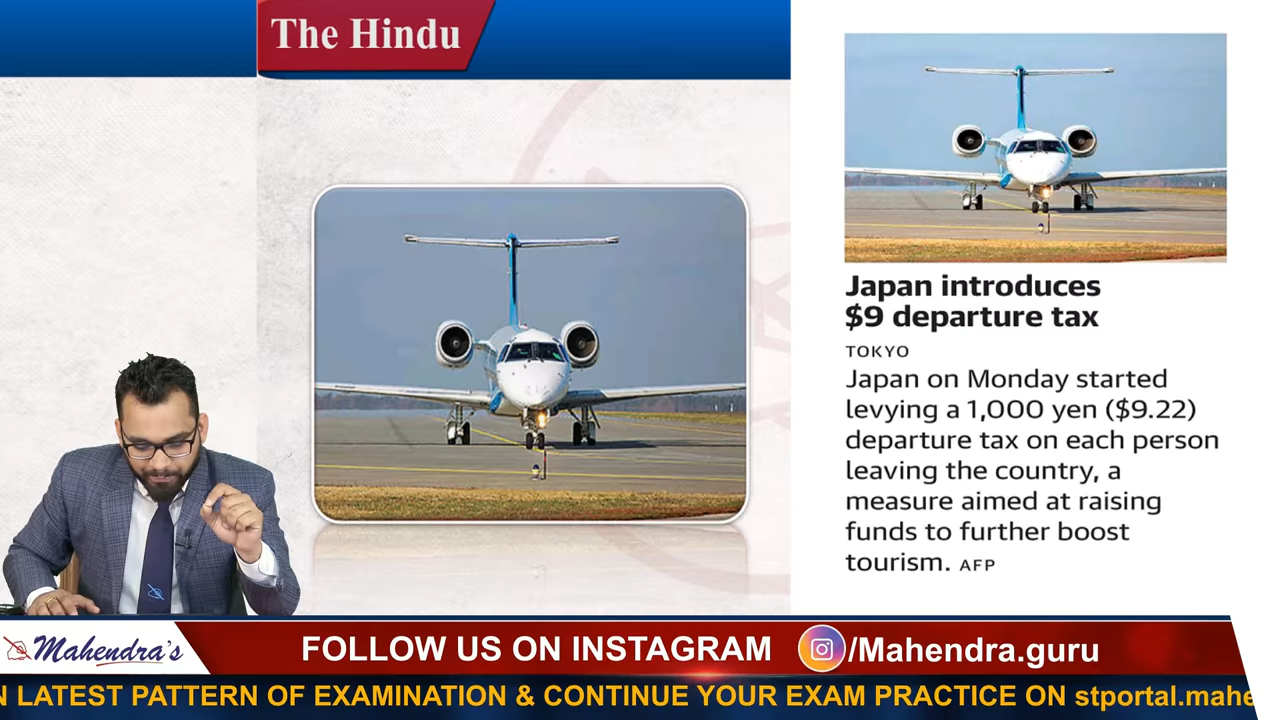 The Hindu
Japan introduces
$9 departure tax
TOKYO
Japan on Monday started
levying a 1,000 yen ($9.22)
departure tax on each person
leaving the country, a
measure aimed at raising
funds to further boost
tourism. AFP
Mahendra's
FOLLOW US ON INSTAGRAM /Mahendra.guru
N LATEST PATTERN OF EXAMINATION & CONTINUE YOUR EXAM PRACTICE ON stportal.mahe